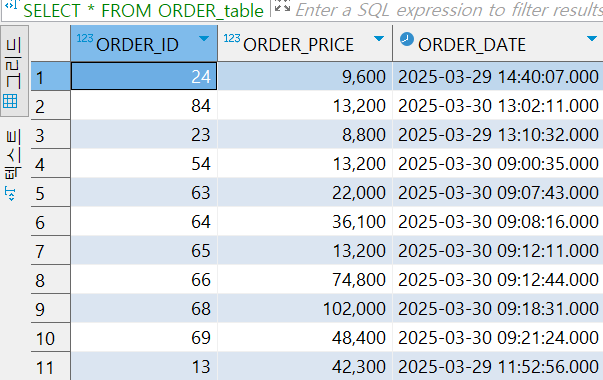 SELECT * FROM ORDER_table Enter a SQL expression to filter results
그리드
텍스트
123 ORDER_ID 123 ORDER_PRICE ORDER_DATE
1 24 9,600 2025-03-29 14:40:07.000
2 84 13,200 2025-03-30 13:02:11.000
3 23 8,800 2025-03-29 13:10:32.000
4 54 13,200 2025-03-30 09:00:35.000
5 63 22,000 2025-03-30 09:07:43.000
6 64 36,100 2025-03-30 09:08:16.000
7 65 13,200 2025-03-30 09:12:11.000
8 66 74,800 2025-03-30 09:12:44.000
9 68 102,000 2025-03-30 09:18:31.000
10 69 48,400 2025-03-30 09:21:24.000
11 13 42,300 2025-03-29 11:52:56.000